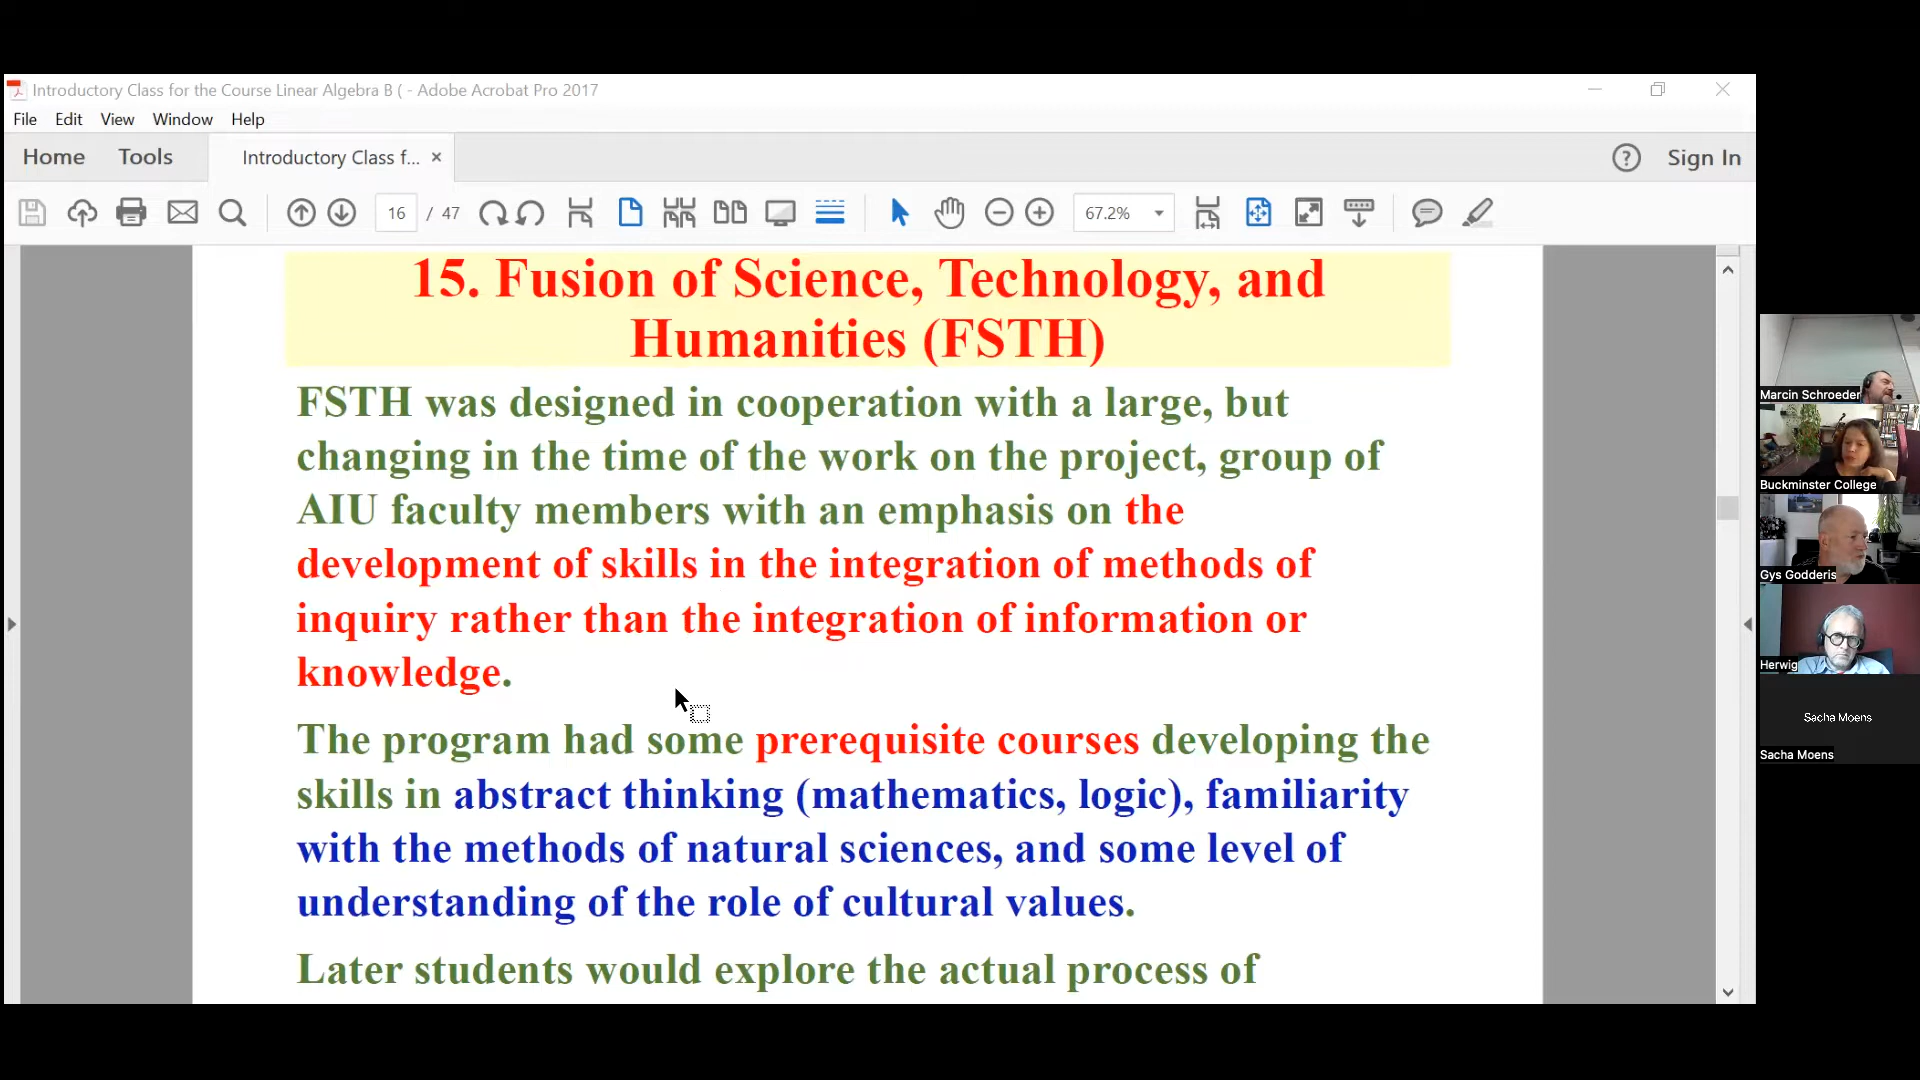 Introductory Class for the Course Linear Algebra B ( - Adobe Acrobat Pro 2017
File Edit View Window Help
Home Tools Introductory Class f... × Sign In
16 / 47 67.2%
15. Fusion of Science, Technology, and
Humanities (FSTH)
FSTH was designed in cooperation with a large, but
changing in the time of the work on the project, group of
AIU faculty members with an emphasis on the
development of skills in the integration of methods of
inquiry rather than the integration of information or
knowledge.
The program had some prerequisite courses developing the
skills in abstract thinking (mathematics, logic), familiarity
with the methods of natural sciences, and some level of
understanding of the role of cultural values.
Later students would explore the actual process of
Marcin Schroeder
Buckminster College
Gys Godderis
Herwig
Sacha Moens
Sacha Moens